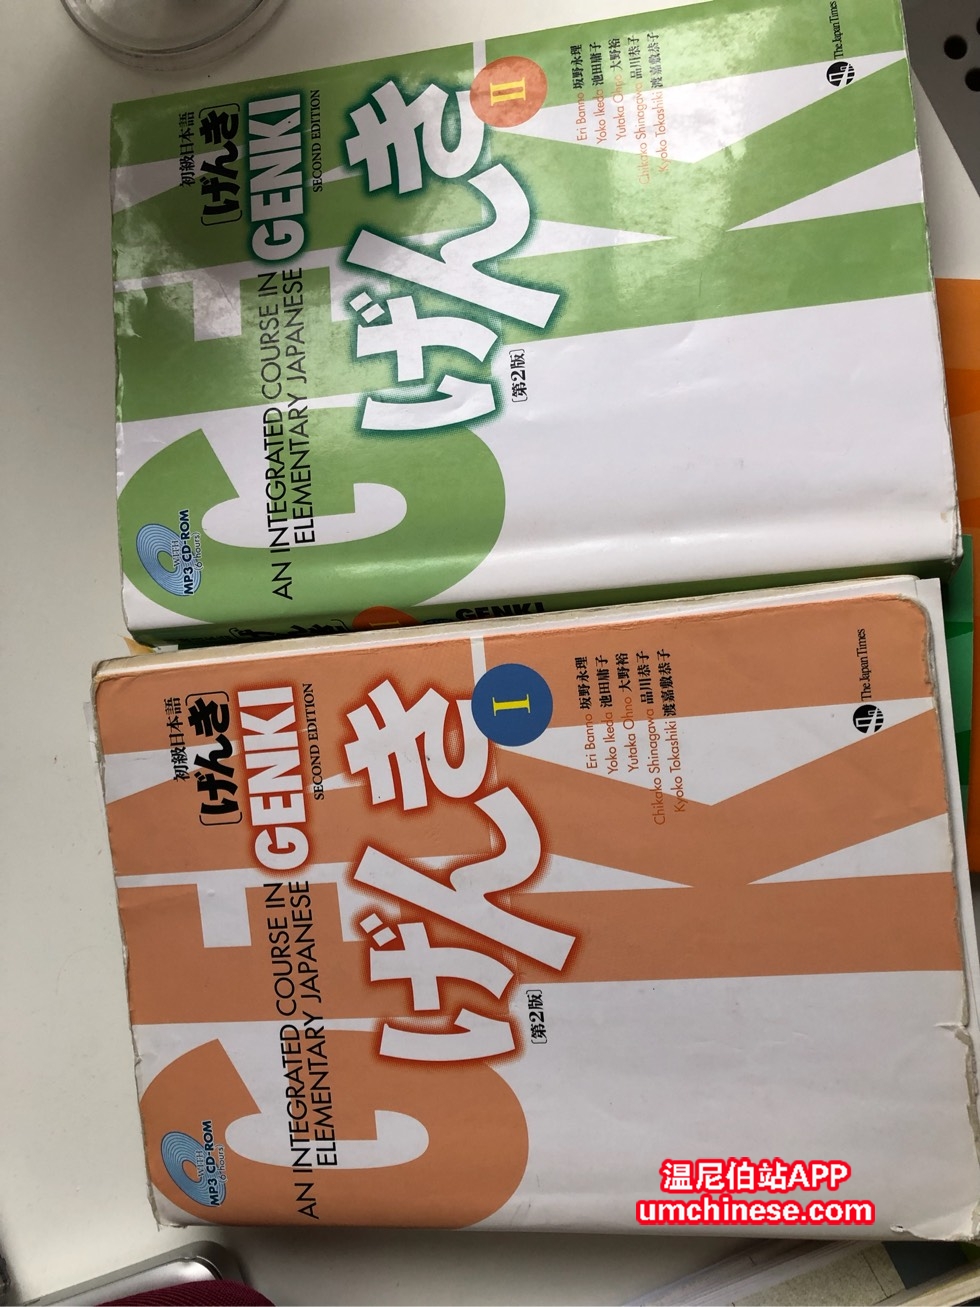 初級日本語
[げんき]
GENKI
SECOND EDITION
AN INTEGRATED COURSE IN
ELEMENTARY JAPANESE
げんき
II
[第2版]
WITH
MP3 CD-ROM
(6 hours)
Eri Banno 坂野永理
Yoko Ikeda 池田庸子
Yutaka Ohno 大野裕
Chikako Shinagawa 品川恭子
Kyoko Tokashiki 渡嘉敷恭子
The Japan Times
GENKI
初級日本語
[げんき]
GENKI
SECOND EDITION
AN INTEGRATED COURSE IN
ELEMENTARY JAPANESE
げんき
I
[第2版]
WITH
MP3 CD-ROM
Eri Banno 坂野永理
Yoko Ikeda 池田庸子
Yutaka Ohno 大野裕
Chikako Shinagawa 品川恭子
Kyoko Tokashiki 渡嘉敷恭子
The Japan Times
温尼伯站APP
umchinese.com